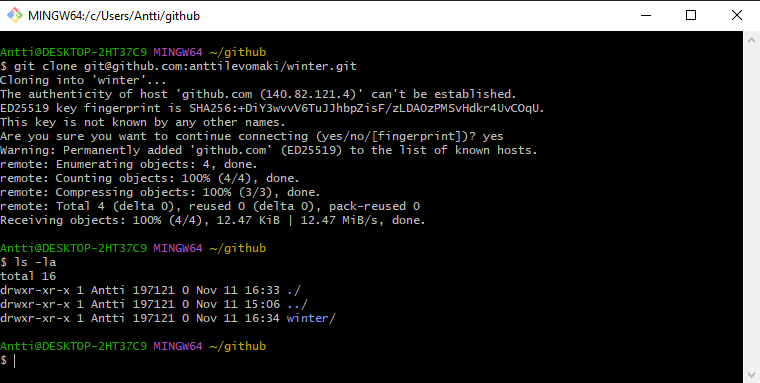 MINGW64:/c/Users/Antti/github
Antti@DESKTOP-2HT37C9 MINGW64 ~/github
$ git clone git@github.com:anttilevomaki/winter.git
Cloning into 'winter'...
The authenticity of host 'github.com (140.82.121.4)' can't be established.
ED25519 key fingerprint is SHA256:+DiY3wvvV6TuJJhbpZisF/zLDA0zPMSvHdkr4UvCOqU.
This key is not known by any other names.
Are you sure you want to continue connecting (yes/no/[fingerprint])? yes
Warning: Permanently added 'github.com' (ED25519) to the list of known hosts.
remote: Enumerating objects: 4, done.
remote: Counting objects: 100% (4/4), done.
remote: Compressing objects: 100% (3/3), done.
remote: Total 4 (delta 0), reused 0 (delta 0), pack-reused 0
Receiving objects: 100% (4/4), 12.47 KiB | 12.47 MiB/s, done.
Antti@DESKTOP-2HT37C9 MINGW64 ~/github
$ ls -la
total 16
drwxr-xr-x 1 Antti 197121 0 Nov 11 16:33 ./
drwxr-xr-x 1 Antti 197121 0 Nov 11 15:06 ../
drwxr-xr-x 1 Antti 197121 0 Nov 11 16:34 winter/
Antti@DESKTOP-2HT37C9 MINGW64 ~/github
$